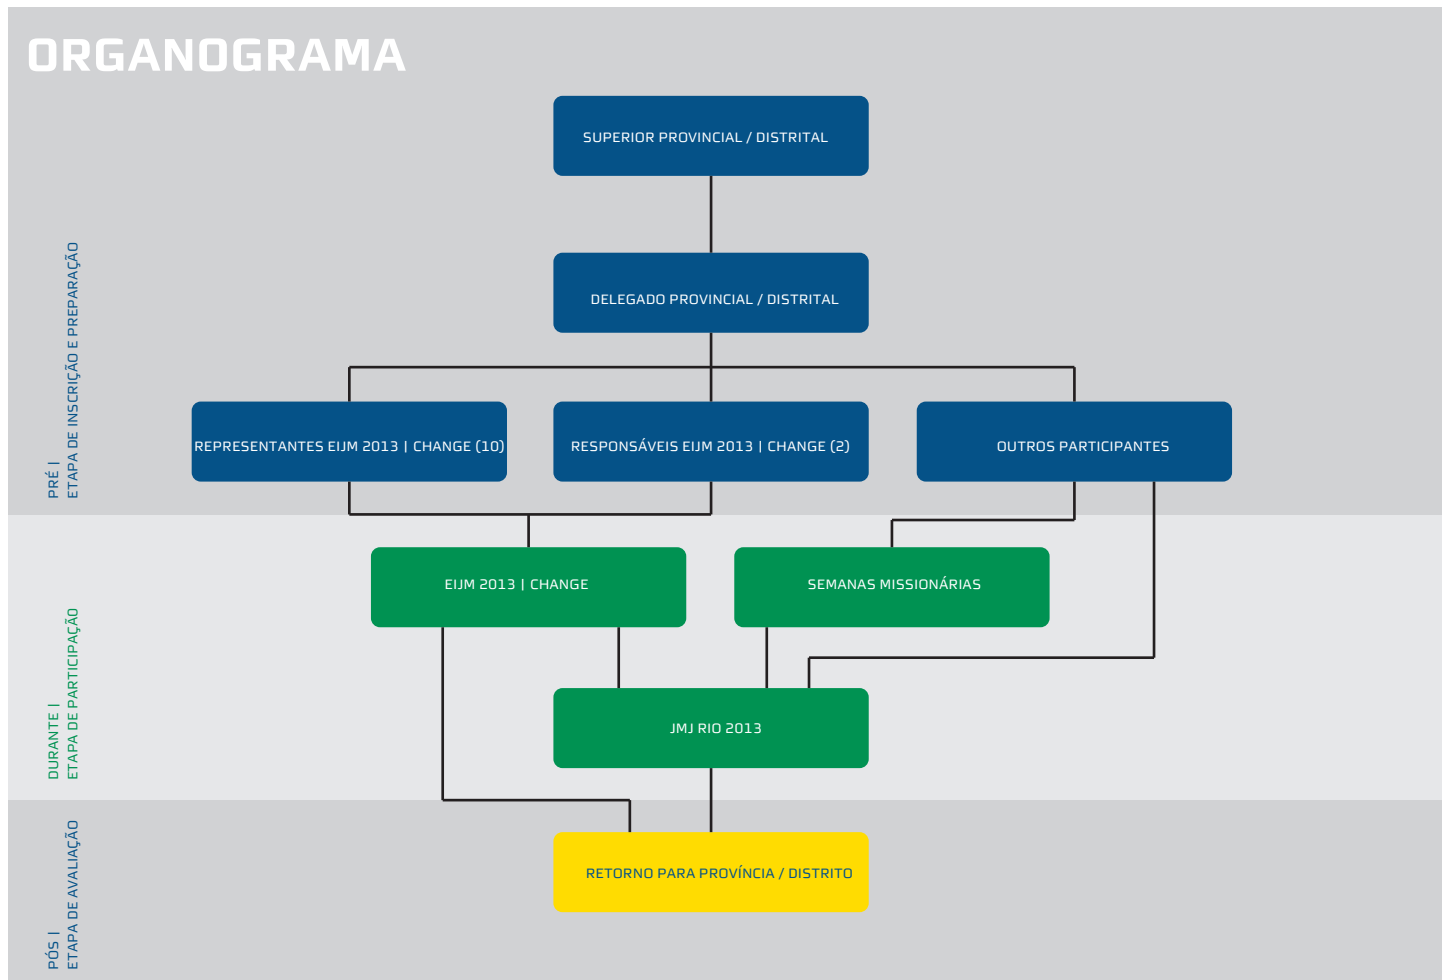 ORGANOGRAMA
SUPERIOR PROVINCIAL / DISTRITAL
DELEGADO PROVINCIAL / DISTRITAL
PRÉ |
ETAPA DE INSCRIÇÃO E PREPARAÇÃO
REPRESENTANTES EIJM 2013 | CHANGE (10)
RESPONSÁVEIS EIJM 2013 | CHANGE (2)
OUTROS PARTICIPANTES
EIJM 2013 | CHANGE
SEMANAS MISSIONÁRIAS
DURANTE |
ETAPA DE PARTICIPAÇÃO
JMJ RIO 2013
PÓS |
ETAPA DE AVALIAÇÃO
RETORNO PARA PROVÍNCIA / DISTRITO